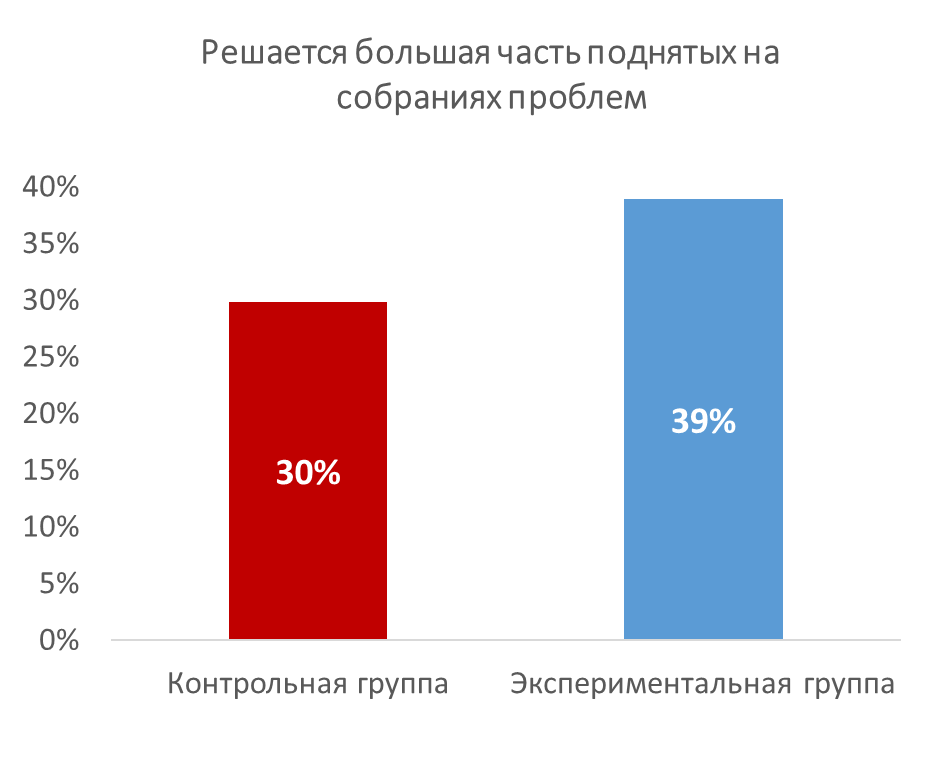 Решается большая часть поднятых на
собраниях проблем
40%
35%
30%
25%
20%
15%
10%
5%
0%
30%
39%
Контрольная группа
Экспериментальная группа